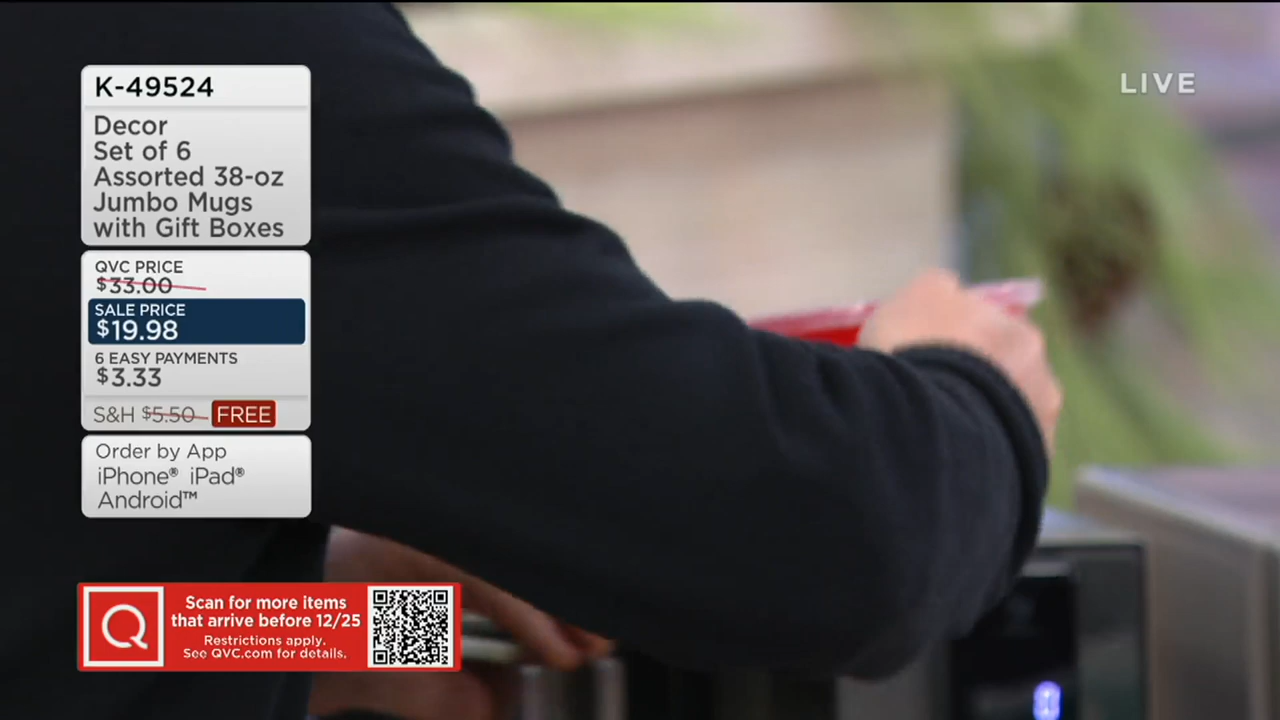 K-49524
Decor
Set of 6
Assorted 38-oz
Jumbo Mugs
with Gift Boxes
QVC PRICE
$33.00
SALE PRICE
$19.98
6 EASY PAYMENTS
$3.33
S&H $5.50 FREE
Order by App
iPhone® iPad®
Android™
LIVE
Q
Scan for more items
that arrive before 12/25
Restrictions apply.
See QVC.com for details.